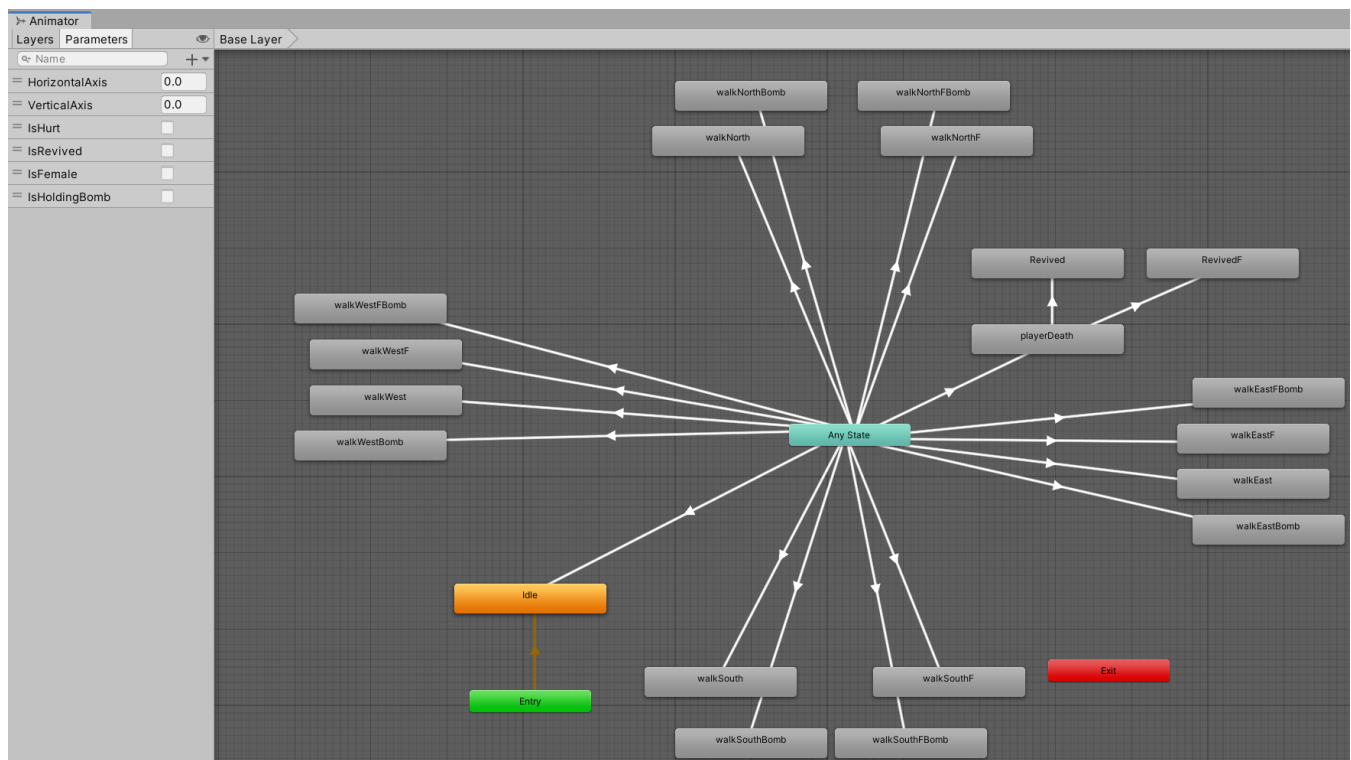 Animator
Layers Parameters
Base Layer
Name
HorizontalAxis 0.0
VerticalAxis 0.0
IsHurt
IsRevived
IsFemale
IsHoldingBomb
walkNorthBomb
walkNorthFBomb
walkNorth
walkNorthF
Revived
RevivedF
playerDeath
walkWestFBomb
walkWestF
walkWest
walkWestBomb
Any State
walkEastFBomb
walkEastF
walkEast
walkEastBomb
Idle
Entry
walkSouth
walkSouthF
Exit
walkSouthBomb
walkSouthFBomb